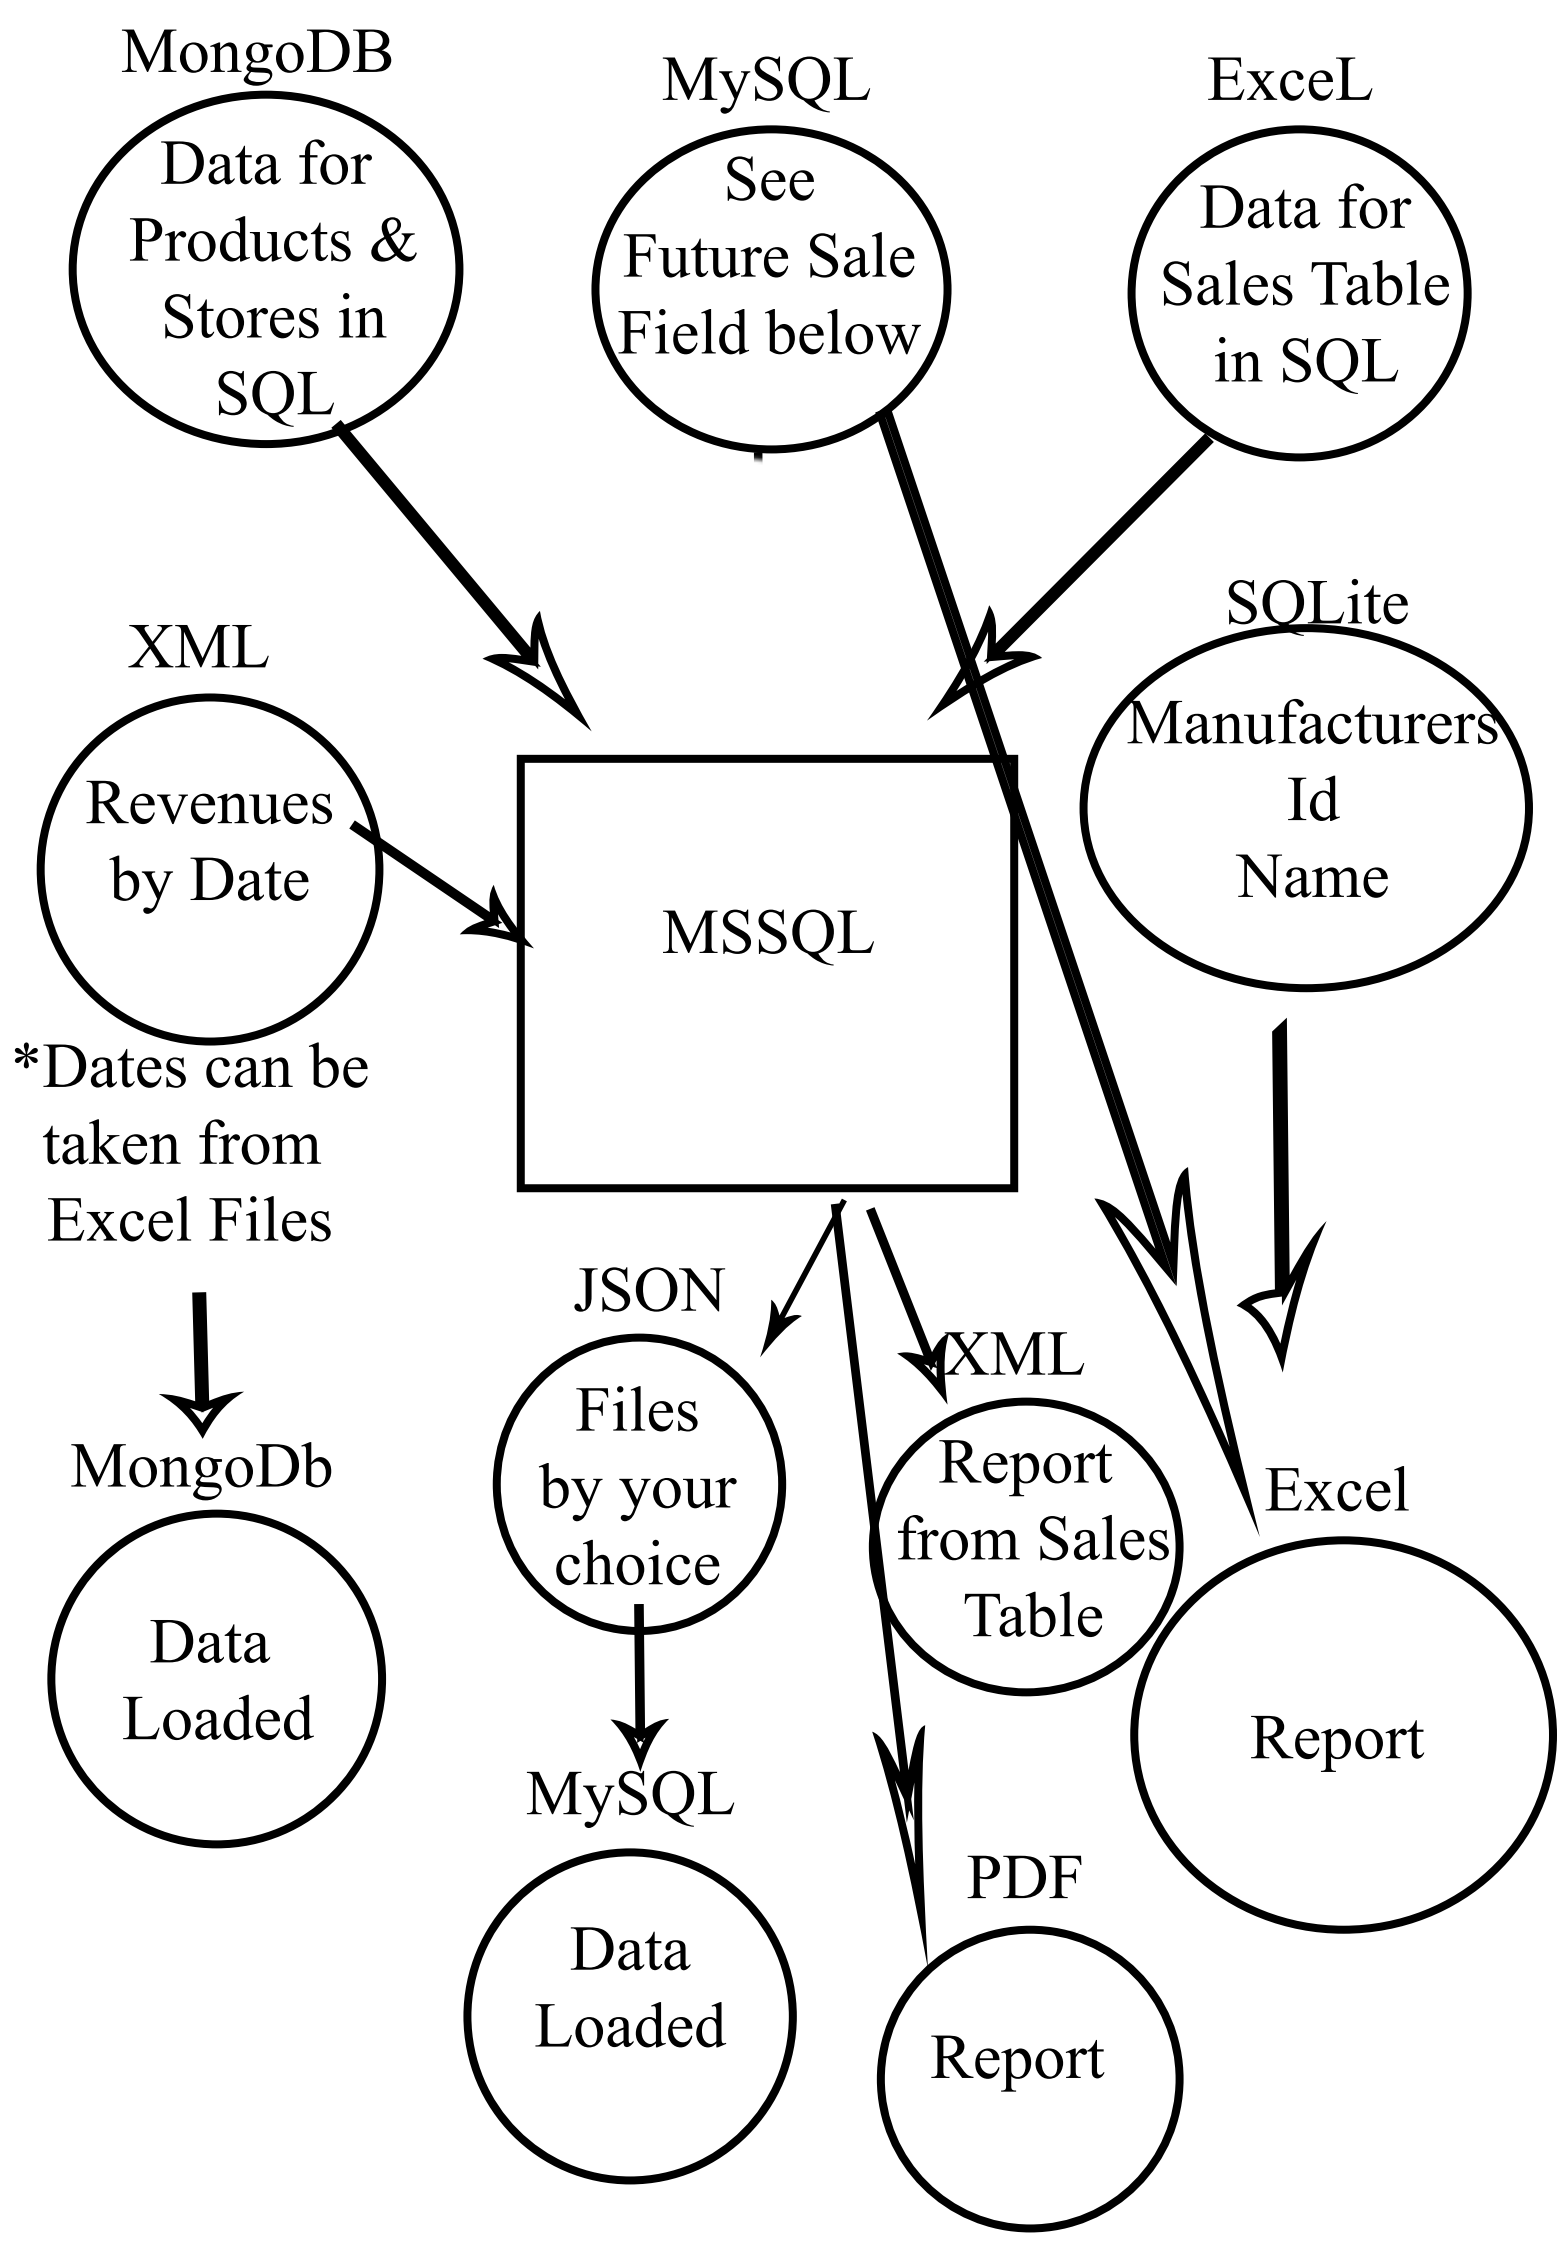 MongoDB
Data for
Products &
Stores in
SQL
MySQL
See
Future Sale
Field below
ExceL
Data for
Sales Table
in SQL
XML
Revenues
by Date
*Dates can be
taken from
Excel Files
MSSQL
SQLite
Manufacturers
Id
Name
MongoDb
Data
Loaded
JSON
Files
by your
choice
MySQL
Data
Loaded
XML
Report
from Sales
Table
PDF
Report
Excel
Report